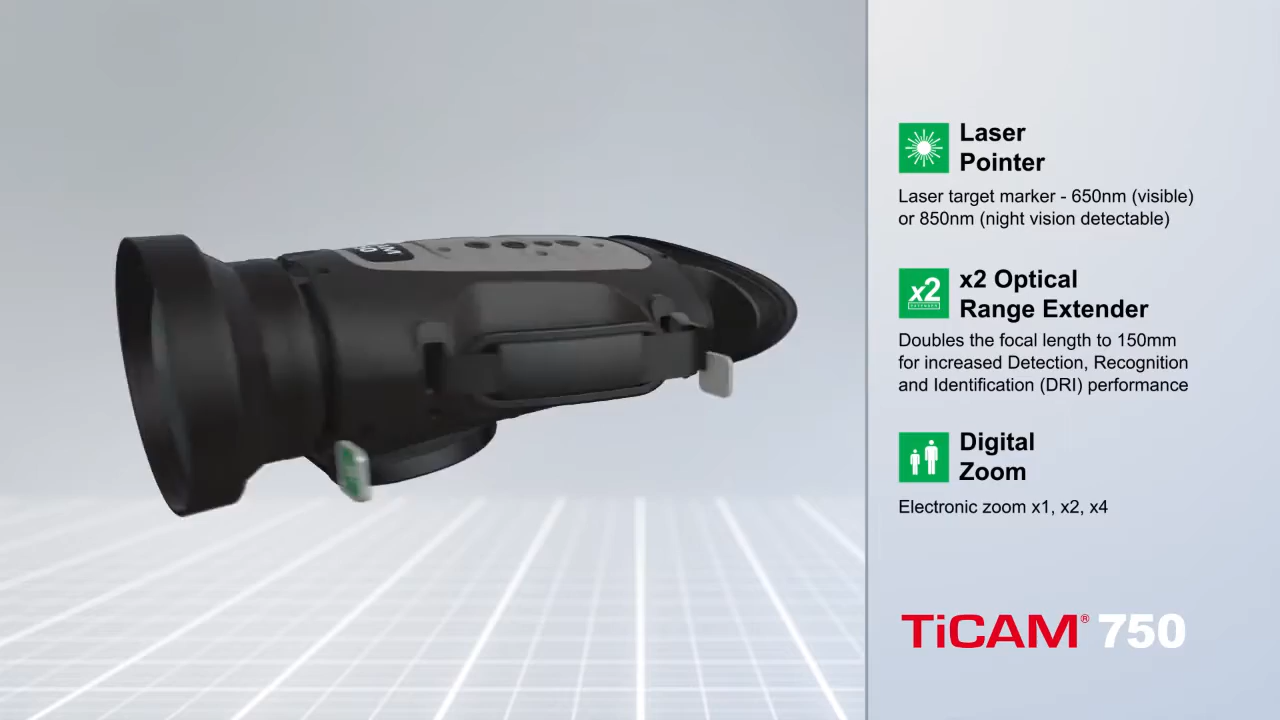 Laser
Pointer
Laser target marker - 650nm (visible)
or 850nm (night vision detectable)
x2
EXTENDER
x2 Optical
Range Extender
Doubles the focal length to 150mm
for increased Detection, Recognition
and Identification (DRI) performance
Digital
Zoom
Electronic zoom x1, x2, x4
TiCAM® 750